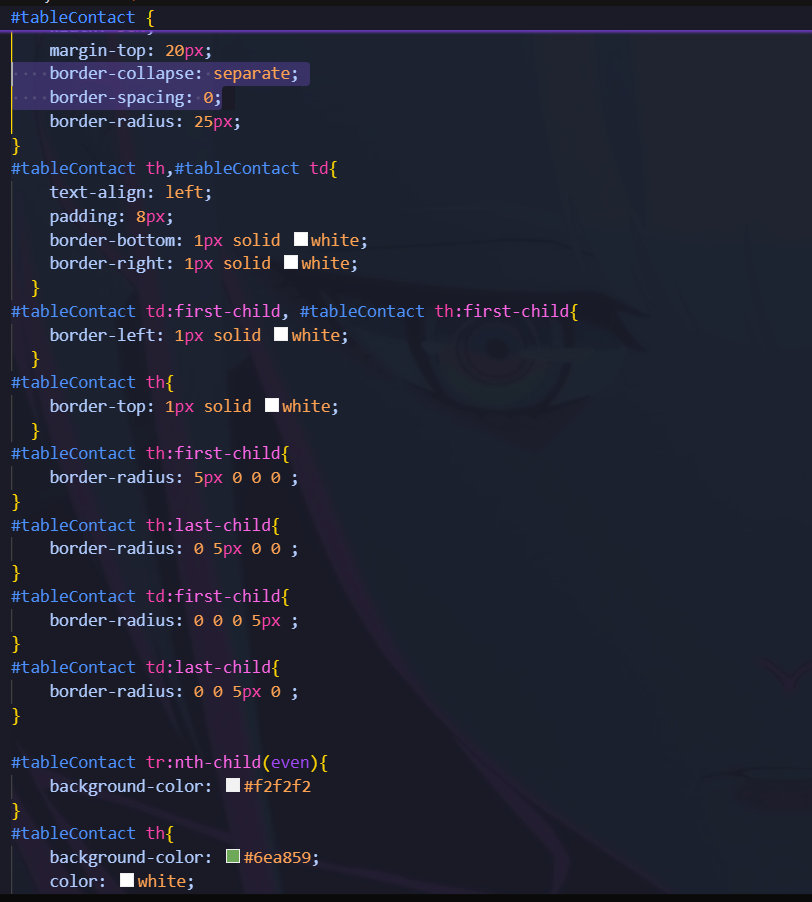 #tableContact {
    margin-top: 20px;
    border-collapse: separate;
    border-spacing: 0;
    border-radius: 25px;
}
#tableContact th,#tableContact td{
    text-align: left;
    padding: 8px;
    border-bottom: 1px solid white;
    border-right: 1px solid white;
  }
#tableContact td:first-child, #tableContact th:first-child{
    border-left: 1px solid white;
  }
#tableContact th{
    border-top: 1px solid white;
  }
#tableContact th:first-child{
    border-radius: 5px 0 0 0 ;
}
#tableContact th:last-child{
    border-radius: 0 5px 0 0 ;
}
#tableContact td:first-child{
    border-radius: 0 0 0 5px ;
}
#tableContact td:last-child{
    border-radius: 0 0 5px 0 ;
}

#tableContact tr:nth-child(even){
    background-color: #f2f2f2
}
#tableContact th{
    background-color: #6ea859;
    color: white;